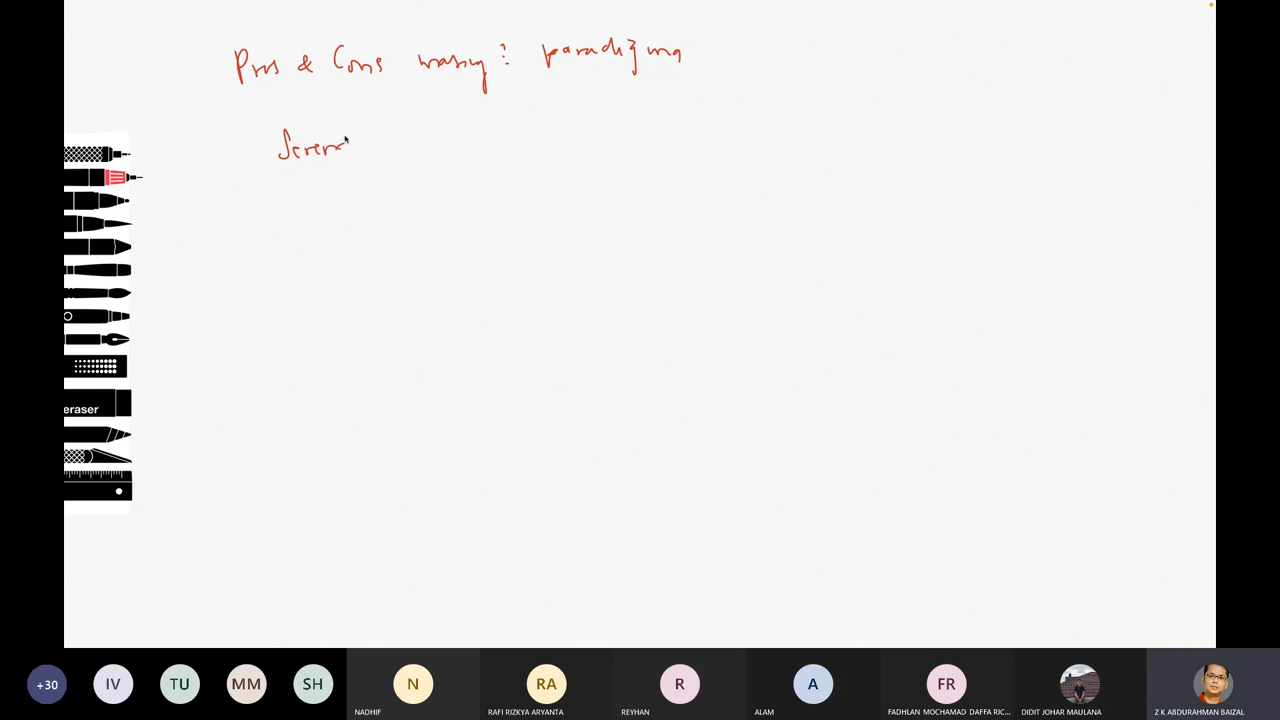 Pros & Cons masing² paradigma
eraser
+30
IV
TU
MM
SH
N
RA
R
A
FR
NADHIF
RAFI RIZKYA ARYANTA
REYHAN
ALAM
FADHLAN MOCHAMAD DAFFA RIC...
DIDIT JOHAR MAULANA
Z K ABDURAHMAN BAIZAL